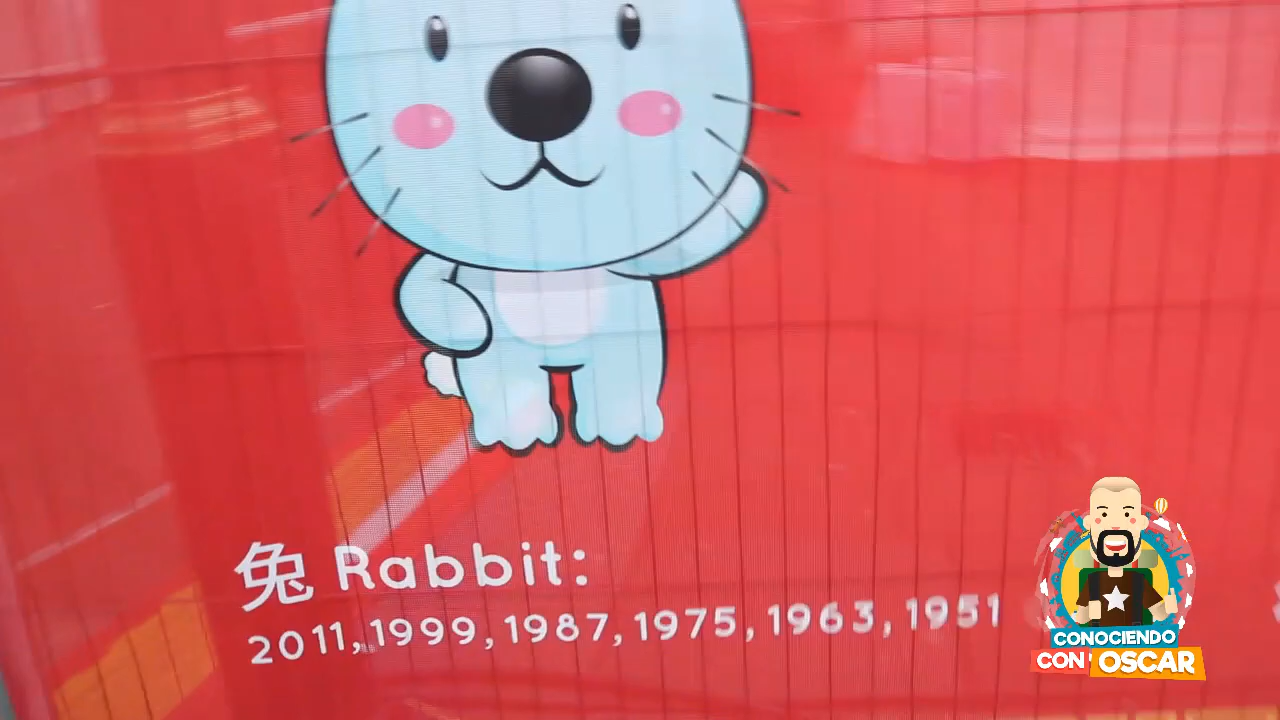 兔 Rabbit:
2011, 1999, 1987, 1975, 1963, 1951
CONOCIENDO
CON OSCAR